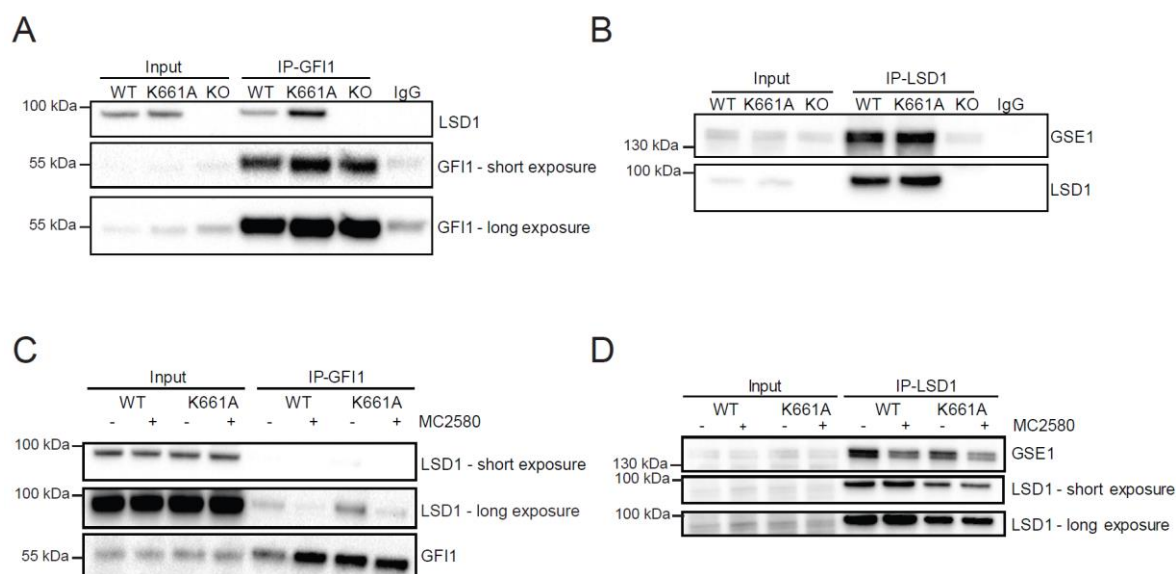 A
Input IP-GFI1
WT K661A KO WT K661A KO IgG
100 kDa
LSD1
55 kDa
GFI1 - short exposure
55 kDa
GFI1 - long exposure
B
Input IP-LSD1
WT K661A KO WT K661A KO IgG
130 kDa
GSE1
100 kDa
LSD1
C
Input IP-GFI1
WT K661A WT K661A
- + - + - + - + MC2580
100 kDa
LSD1 - short exposure
100 kDa
LSD1 - long exposure
55 kDa
GFI1
D
Input IP-LSD1
WT K661A WT K661A
- + - + - + - + MC2580
130 kDa
GSE1
100 kDa
LSD1 - short exposure
100 kDa
LSD1 - long exposure